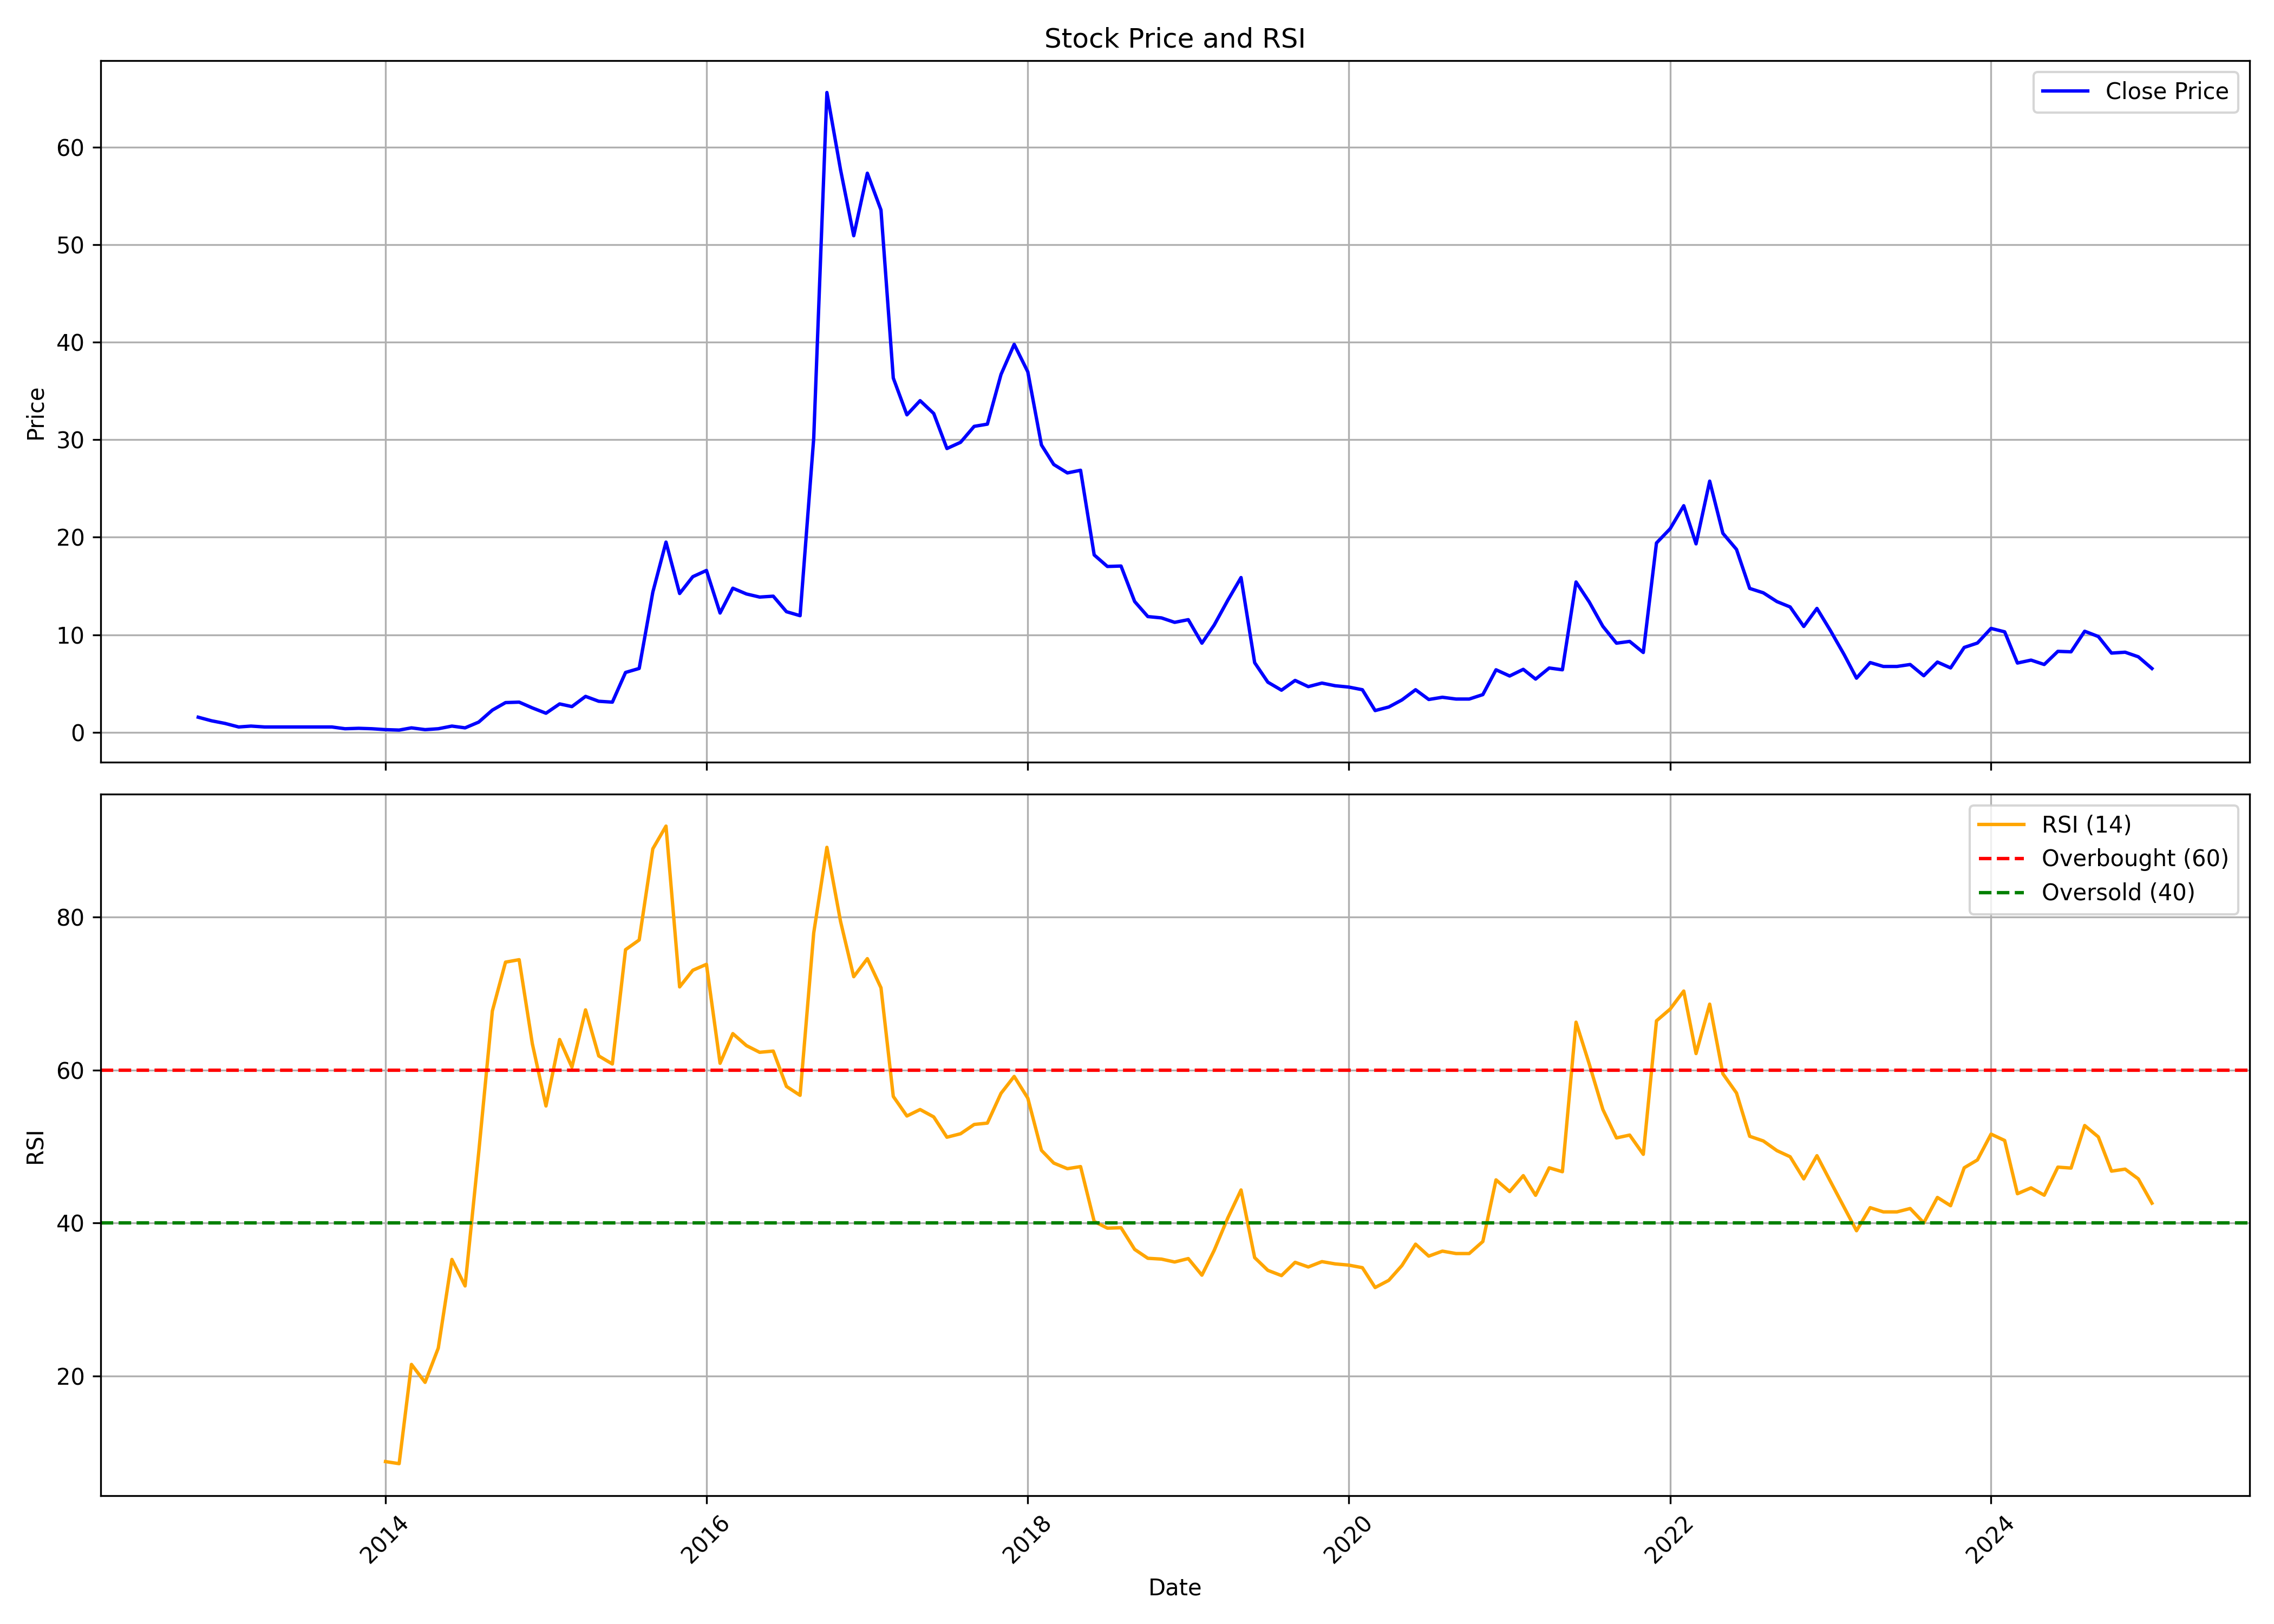 Stock Price and RSI
Close Price
60
50
40
30
20
10
0
Price
RSI (14)
Overbought (60)
Oversold (40)
80
60
40
20
RSI
2014
2016
2018
2020
2022
2024
Date